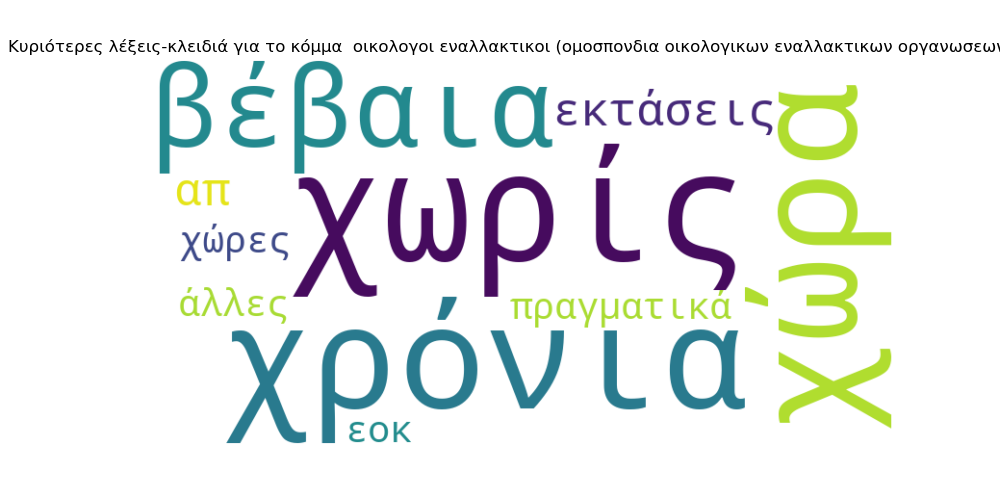 Κυριότερες λέξεις-κλειδιά για το κόμμα  οικολογοι εναλλακτικοι (ομοσπονδια οικολογικων εναλλακτικων οργανωσεων
βέβαια
εκτάσεις
χώρα
απ
χωρίς
χώρες
άλλες
πραγματικά
χρόνια
εοκ